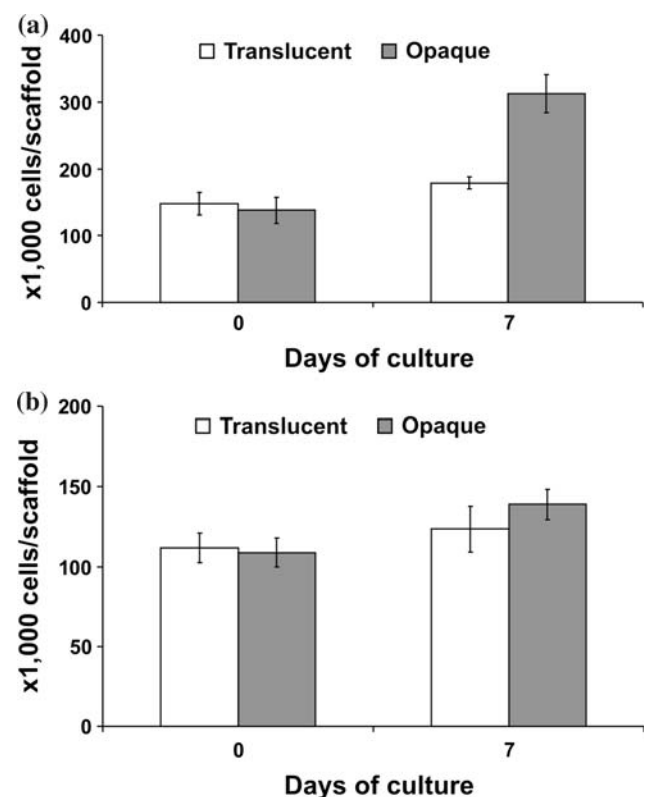 (a)
400
300
200
100
0
x1,000 cells/scaffold
Translucent Opaque
0 7
Days of culture
(b)
200
150
100
50
0
x1,000 cells/scaffold
Translucent Opaque
0 7
Days of culture